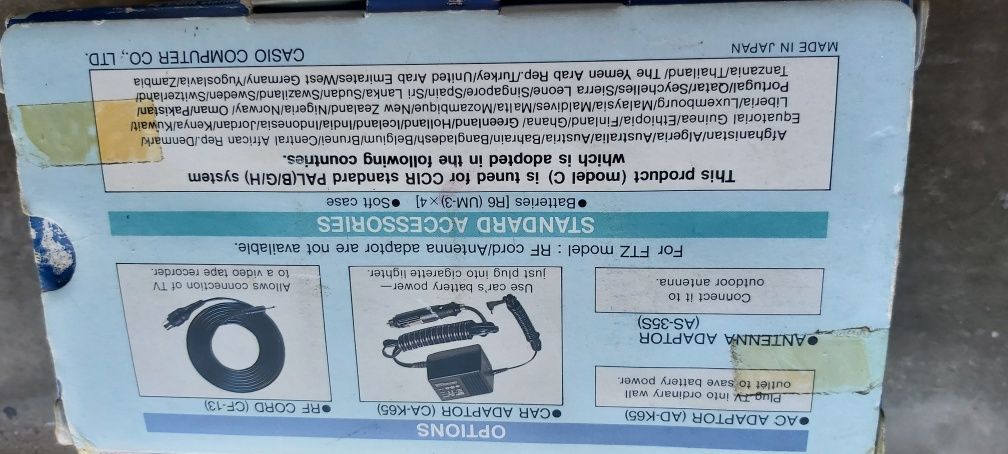 OPTIONS
●AC ADAPTOR (AD-K65)
Plug TV into ordinary wall
outlet to save battery power.
●ANTENNA ADAPTOR
(AS-35S)
Connect it to
outdoor antenna.
●CAR ADAPTOR (CA-K65)
Use car's battery power—
just plug into cigarette lighter.
●RF CORD (CF-13)
Allows connection of TV
to a video tape recorder.
For FTZ model : RF cord/Antenna adaptor are not available.
STANDARD ACCESSORIES
●Batteries [R6 (UM-3)×4] ●Soft case
This product (model C) is tuned for CCIR standard PAL(B/G/H) system
which is adopted in the following countries.
Afghanistan/Algeria/Australia/Austria/Bahrain/Bangladesh/Belgium/Brunei/Central African Rep./Denmark/
Equatorial Guinea/Ethiopia/Finland/Ghana/Greenland/Holland/Iceland/India/Indonesia/Jordan/Kenya/Kuwait/
Liberia/Luxembourg/Malaysia/Maldives/Malta/Mozambique/New Zealand/Nigeria/Norway/Oman/Pakistan/
Portugal/Qatar/Seychelles/Sierra Leone/Singapore/Spain/Sri Lanka/Sudan/Swaziland/Sweden/Switzerland/
Tanzania/Thailand/The Yemen Arab Rep./Turkey/United Arab Emirates/West Germany/Yugoslavia/Zambia
MADE IN JAPAN
CASIO COMPUTER CO., LTD.